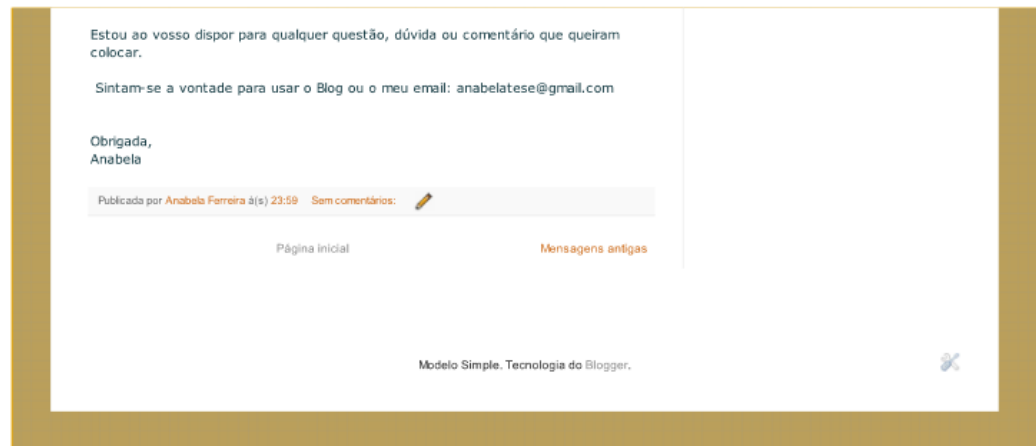 Estou ao vosso dispor para qualquer questão, dúvida ou comentário que queiram
colocar.
Sintam-se a vontade para usar o Blog ou o meu email: anabelatese@gmail.com
Obrigada,
Anabela
Publicada por Anabela Ferreira à(s) 23:59 Sem comentários:
Página inicial Mensagens antigas
Modelo Simple. Tecnologia do Blogger.